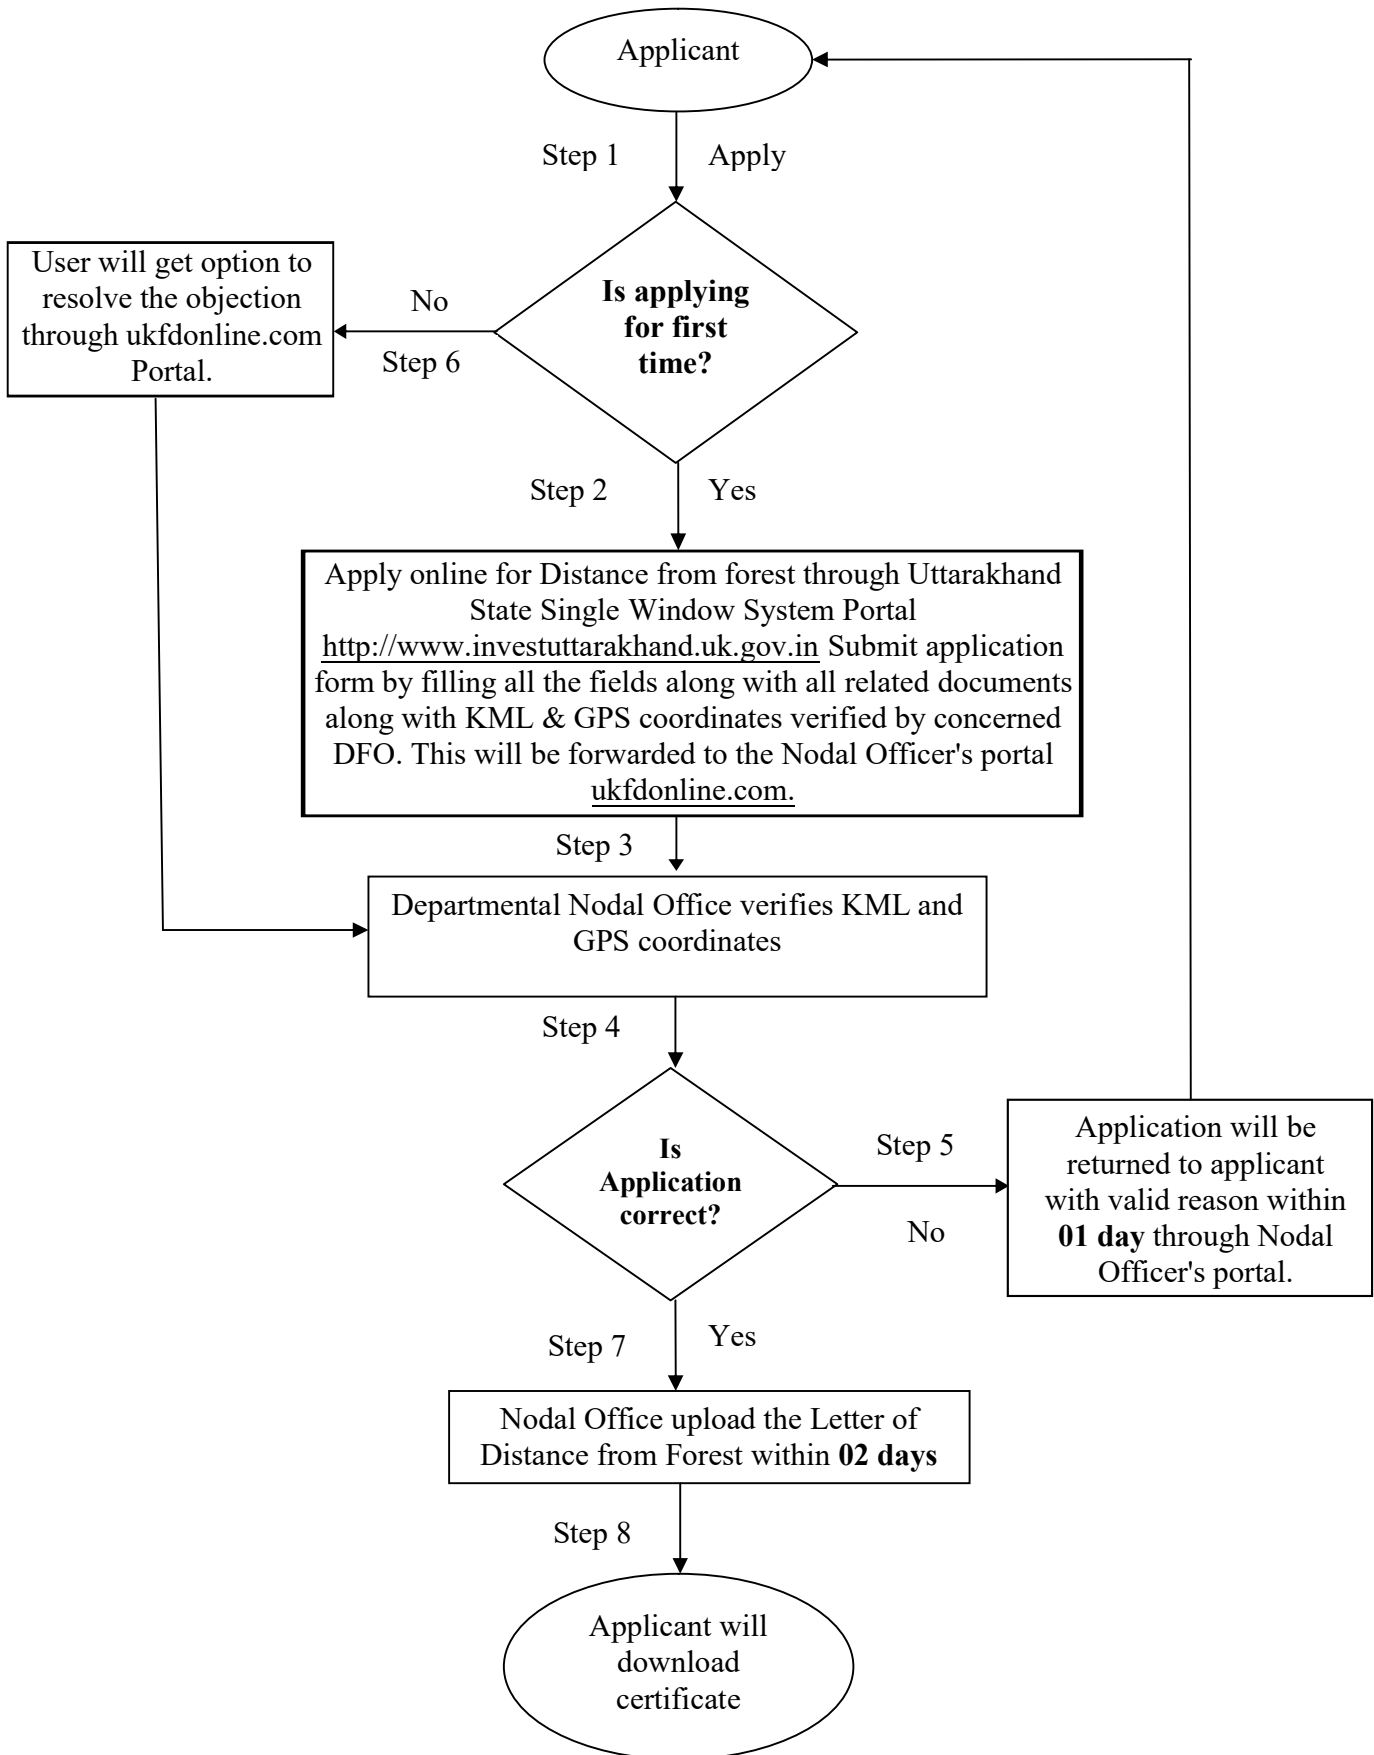 Applicant
Step 1
Apply
Is applying
for first
time?
No
Step 6
User will get option to
resolve the objection
through ukfdonline.com
Portal.
Step 2
Yes
Apply online for Distance from forest through Uttarakhand
State Single Window System Portal
http://www.investuttarakhand.uk.gov.in Submit application
form by filling all the fields along with all related documents
along with KML & GPS coordinates verified by concerned
DFO. This will be forwarded to the Nodal Officer's portal
ukfdonline.com.
Step 3
Departmental Nodal Office verifies KML and
GPS coordinates
Step 4
Is
Application
correct?
Step 5
No
Application will be
returned to applicant
with valid reason within
01 day through Nodal
Officer's portal.
Step 7
Yes
Nodal Office upload the Letter of
Distance from Forest within 02 days
Step 8
Applicant will
download
certificate